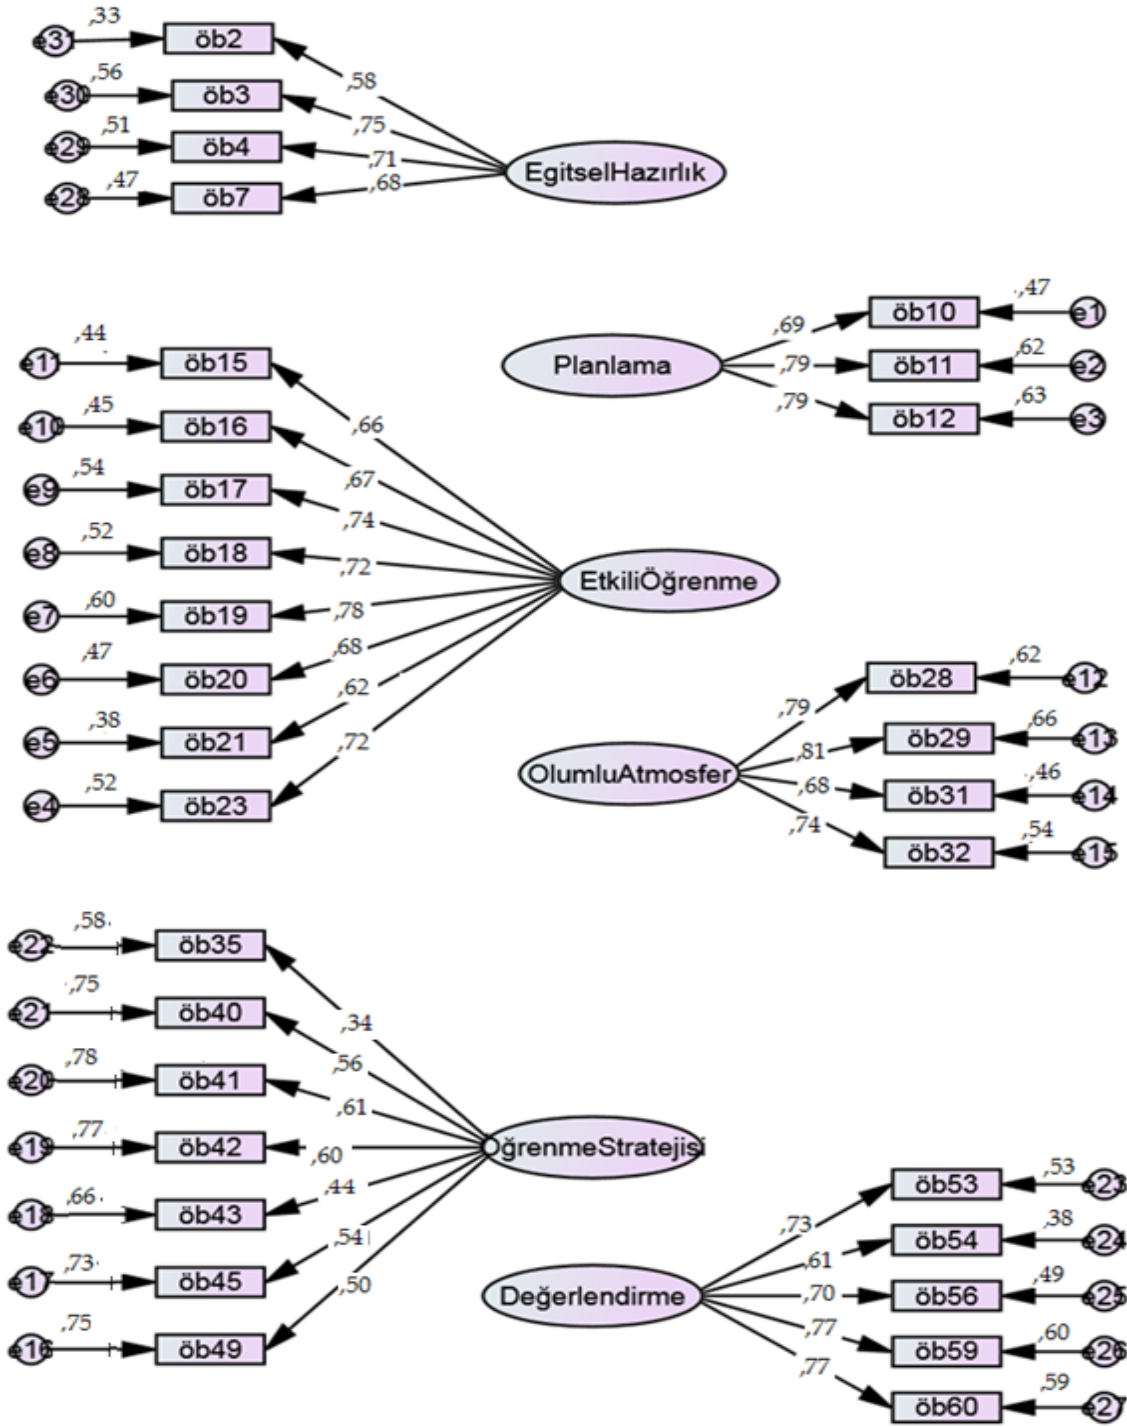 e31 ,33 öb2
,58
e30 ,56 öb3
,75
e29 ,51 öb4
,71
e28 ,47 öb7
,68
EgitselHazırlık
Planlama
,69 öb10 ,47 e1
,79 öb11 ,62 e2
,79 öb12 ,63 e3
e11 ,44 öb15 ,66
e10 ,45 öb16 ,67
e9 ,54 öb17 ,74
e8 ,52 öb18 ,72
e7 ,60 öb19 ,78
e6 ,47 öb20 ,68
e5 ,38 öb21 ,62
e4 ,52 öb23 ,72
EtkiliÖğrenme
OlumluAtmosfer
,79 öb28 ,62 e12
,81 öb29 ,66 e13
,68 öb31 ,46 e14
,74 öb32 ,54 e15
e22 ,58 öb35 ,34
e21 ,75 öb40 ,56
e20 ,78 öb41 ,61
e19 ,77 öb42 ,60
e18 ,66 öb43 ,44
e17 ,73 öb45 ,54
e16 ,75 öb49 ,50
ÖğrenmeStratejisi
Değerlendirme
,73 öb53 ,53 e23
,61 öb54 ,38 e24
,70 öb56 ,49 e25
,77 öb59 ,60 e26
,77 öb60 ,59 e27